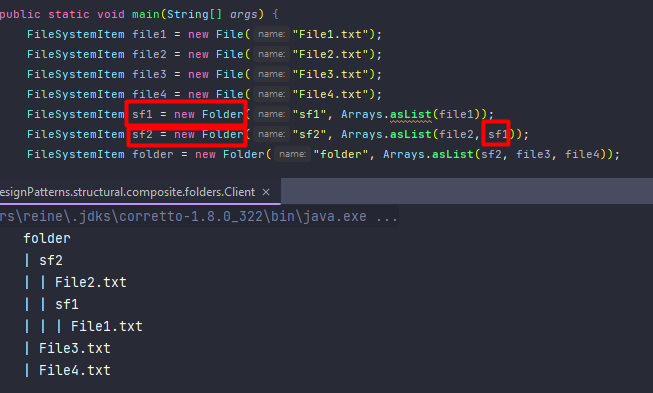 public static void main(String[] args) {
FileSystemItem file1 = new File( name: "File1.txt");
FileSystemItem file2 = new File( name: "File2.txt");
FileSystemItem file3 = new File( name: "File3.txt");
FileSystemItem file4 = new File( name: "File4.txt");
FileSystemItem sf1 = new Folder( name: "sf1", Arrays.asList(file1));
FileSystemItem sf2 = new Folder( name: "sf2", Arrays.asList(file2, sf1));
FileSystemItem folder = new Folder( name: "folder", Arrays.asList(sf2, file3, file4));
esignPatterns.structural.composite.folders.Client ×
rs\reine\.jdks\corretto-1.8.0_322\bin\java.exe ...
folder
| sf2
| | File2.txt
| | sf1
| | | File1.txt
| File3.txt
| File4.txt